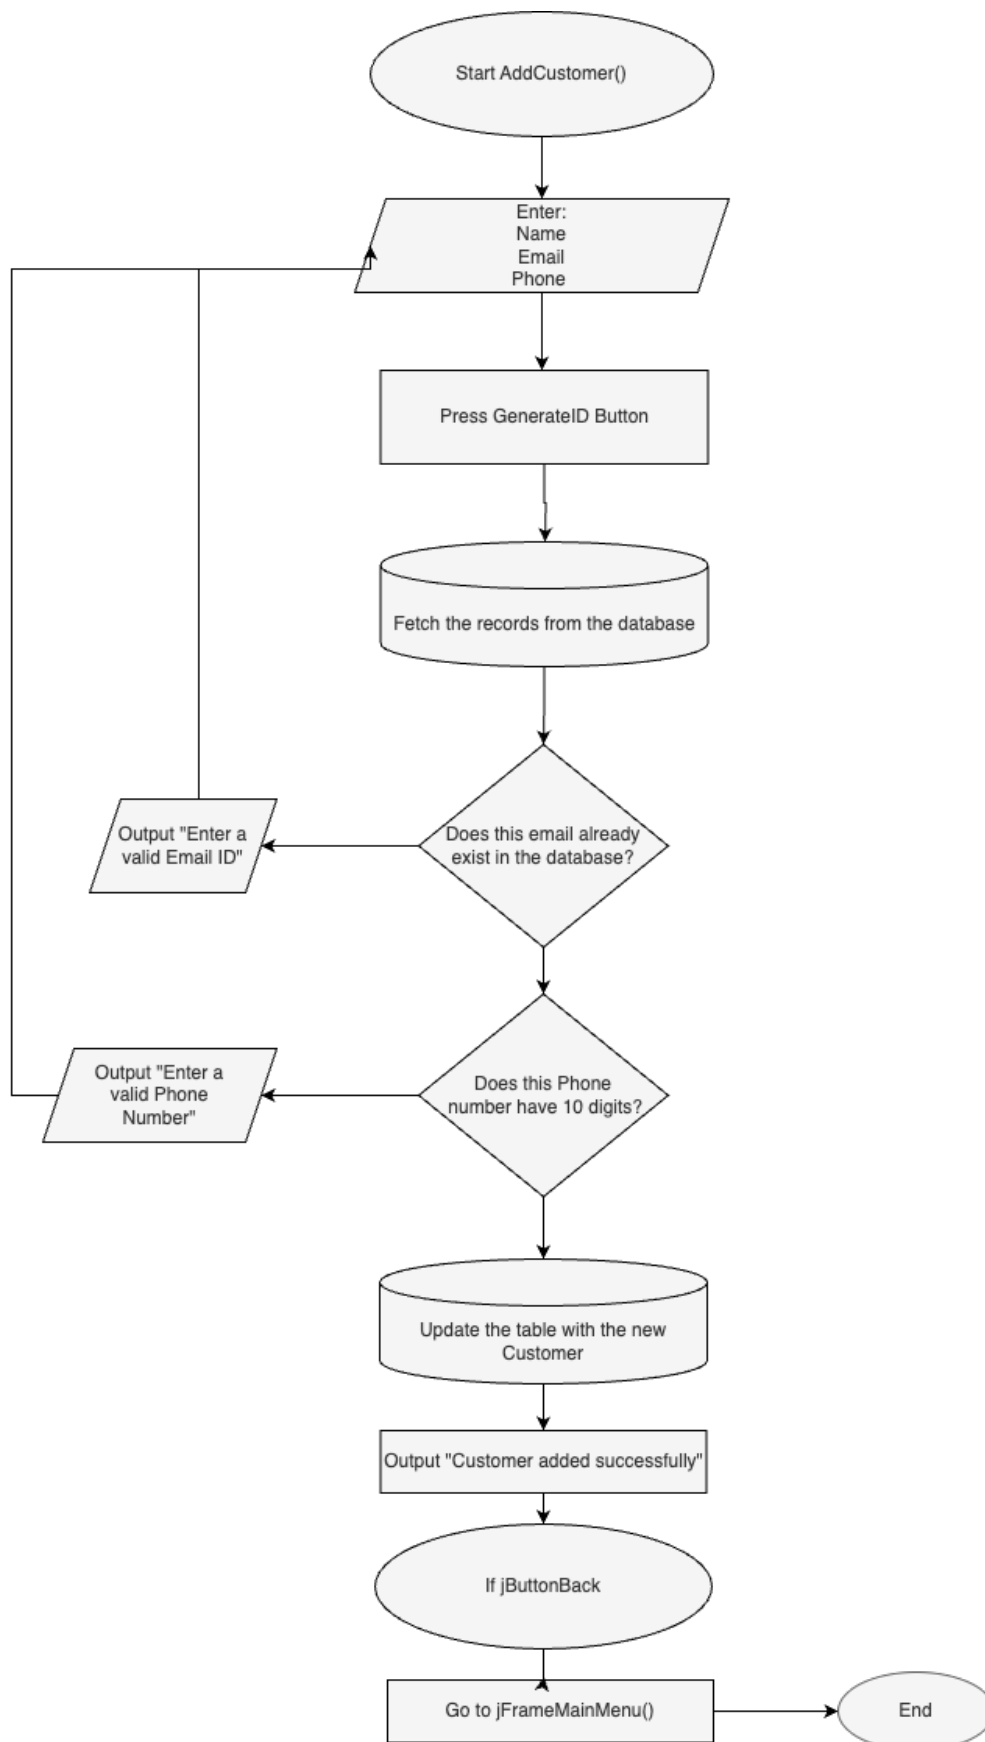 Start AddCustomer()
Enter:
Name
Email
Phone
Press GenerateID Button
Fetch the records from the database
Does this email already
exist in the database?
Output "Enter a
valid Email ID"
Does this Phone
number have 10 digits?
Output "Enter a
valid Phone
Number"
Update the table with the new
Customer
Output "Customer added successfully"
If jButtonBack
Go to jFrameMainMenu()
End